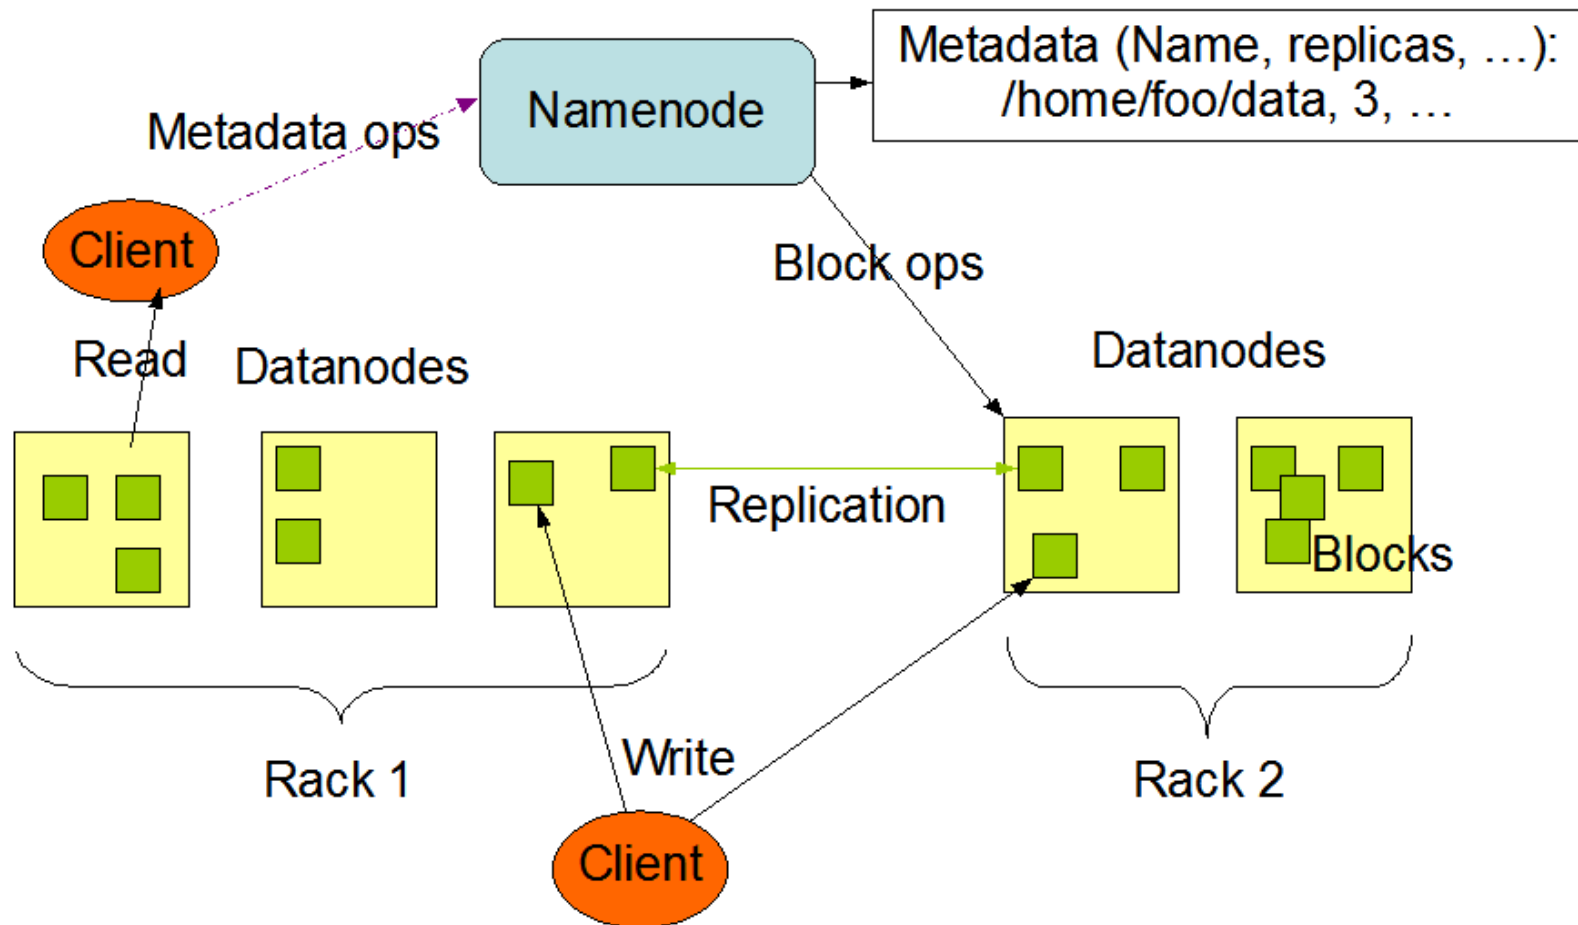 Metadata (Name, replicas, …):
/home/foo/data, 3, …
Namenode
Metadata ops
Client
Block ops
Read
Datanodes
Datanodes
Replication
Blocks
Rack 1
Write
Rack 2
Client